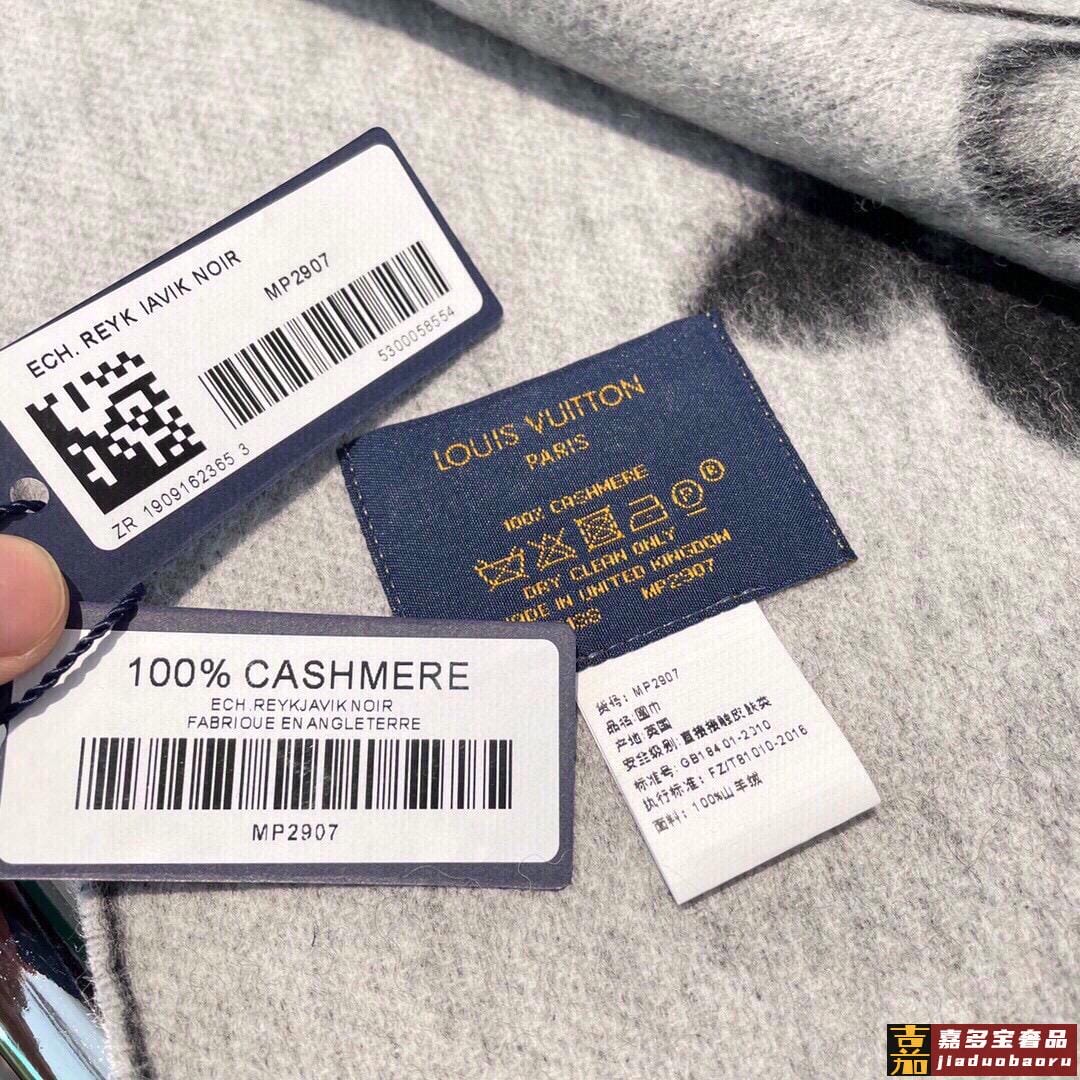 ECH. REYK IAVIK NOIR
MP2907
5300058554
ZR 1909162365 3
LOUIS VUITTON
PARIS
100% CASHMERE
DRY CLEAN ONLY
MADE IN UNITED KINGDOM
MP2907
100% CASHMERE
ECH.REYKJAVIK NOIR
FABRIQUE EN ANGLETERRE
MP2907
货号: MP2907
品名: 围巾
产地: 英国
安全级别: 直接接触皮肤类
标准号: GB18401-2010
执行标准: FZ/T81010-2018
面料: 100%山羊绒
嘉多宝奢品
jiaduobaoru